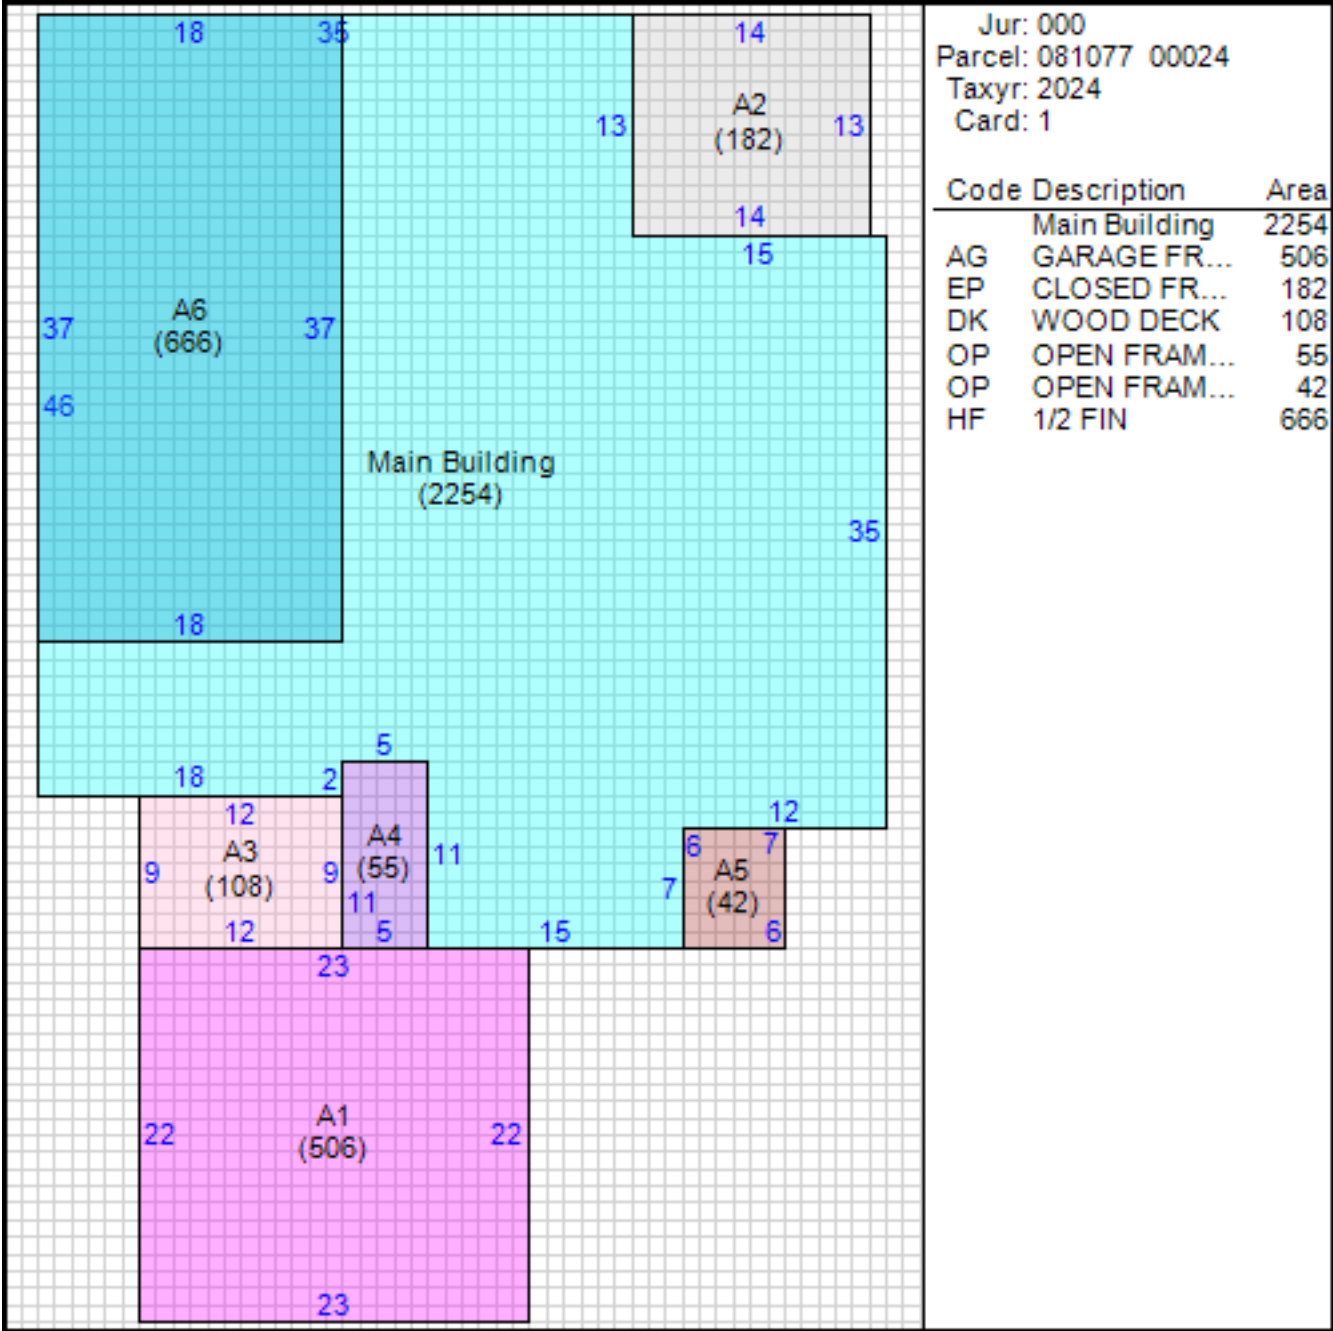 18 35 14
A2
13 (182) 13
14
15
A6
37 (666) 37
46
Main Building
(2254)
35
18
5
18 2
12 12
A3 A4 11 6 7
9 (108) 9 (55) 7 A5
11 (42)
12 5 15 6
23
A1
22 (506) 22
23
Jur: 000
Parcel: 081077 00024
Taxyr: 2024
Card: 1
Code Description Area
Main Building 2254
AG GARAGE FR... 506
EP CLOSED FR... 182
DK WOOD DECK 108
OP OPEN FRAM... 55
OP OPEN FRAM... 42
HF 1/2 FIN 666